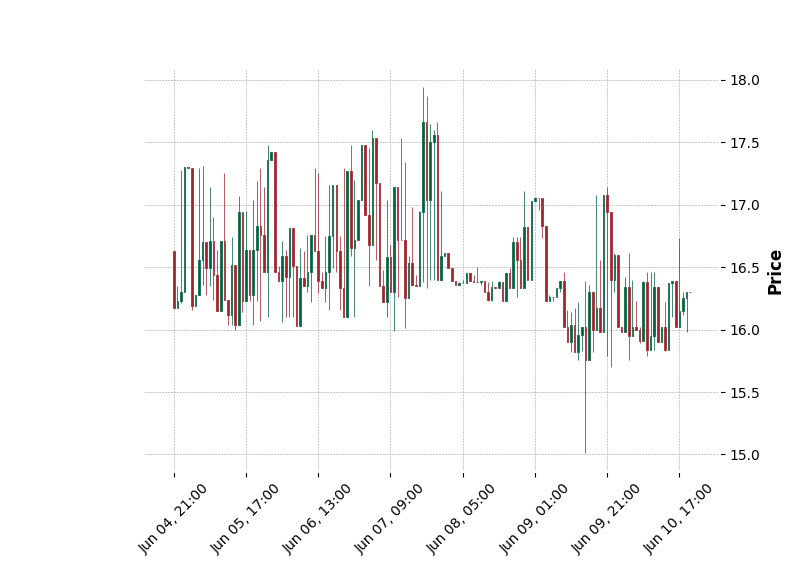 18.0
17.5
17.0
16.5
16.0
15.5
15.0
Price
Jun 04, 21:00
Jun 05, 17:00
Jun 06, 13:00
Jun 07, 09:00
Jun 08, 05:00
Jun 09, 01:00
Jun 09, 21:00
Jun 10, 17:00